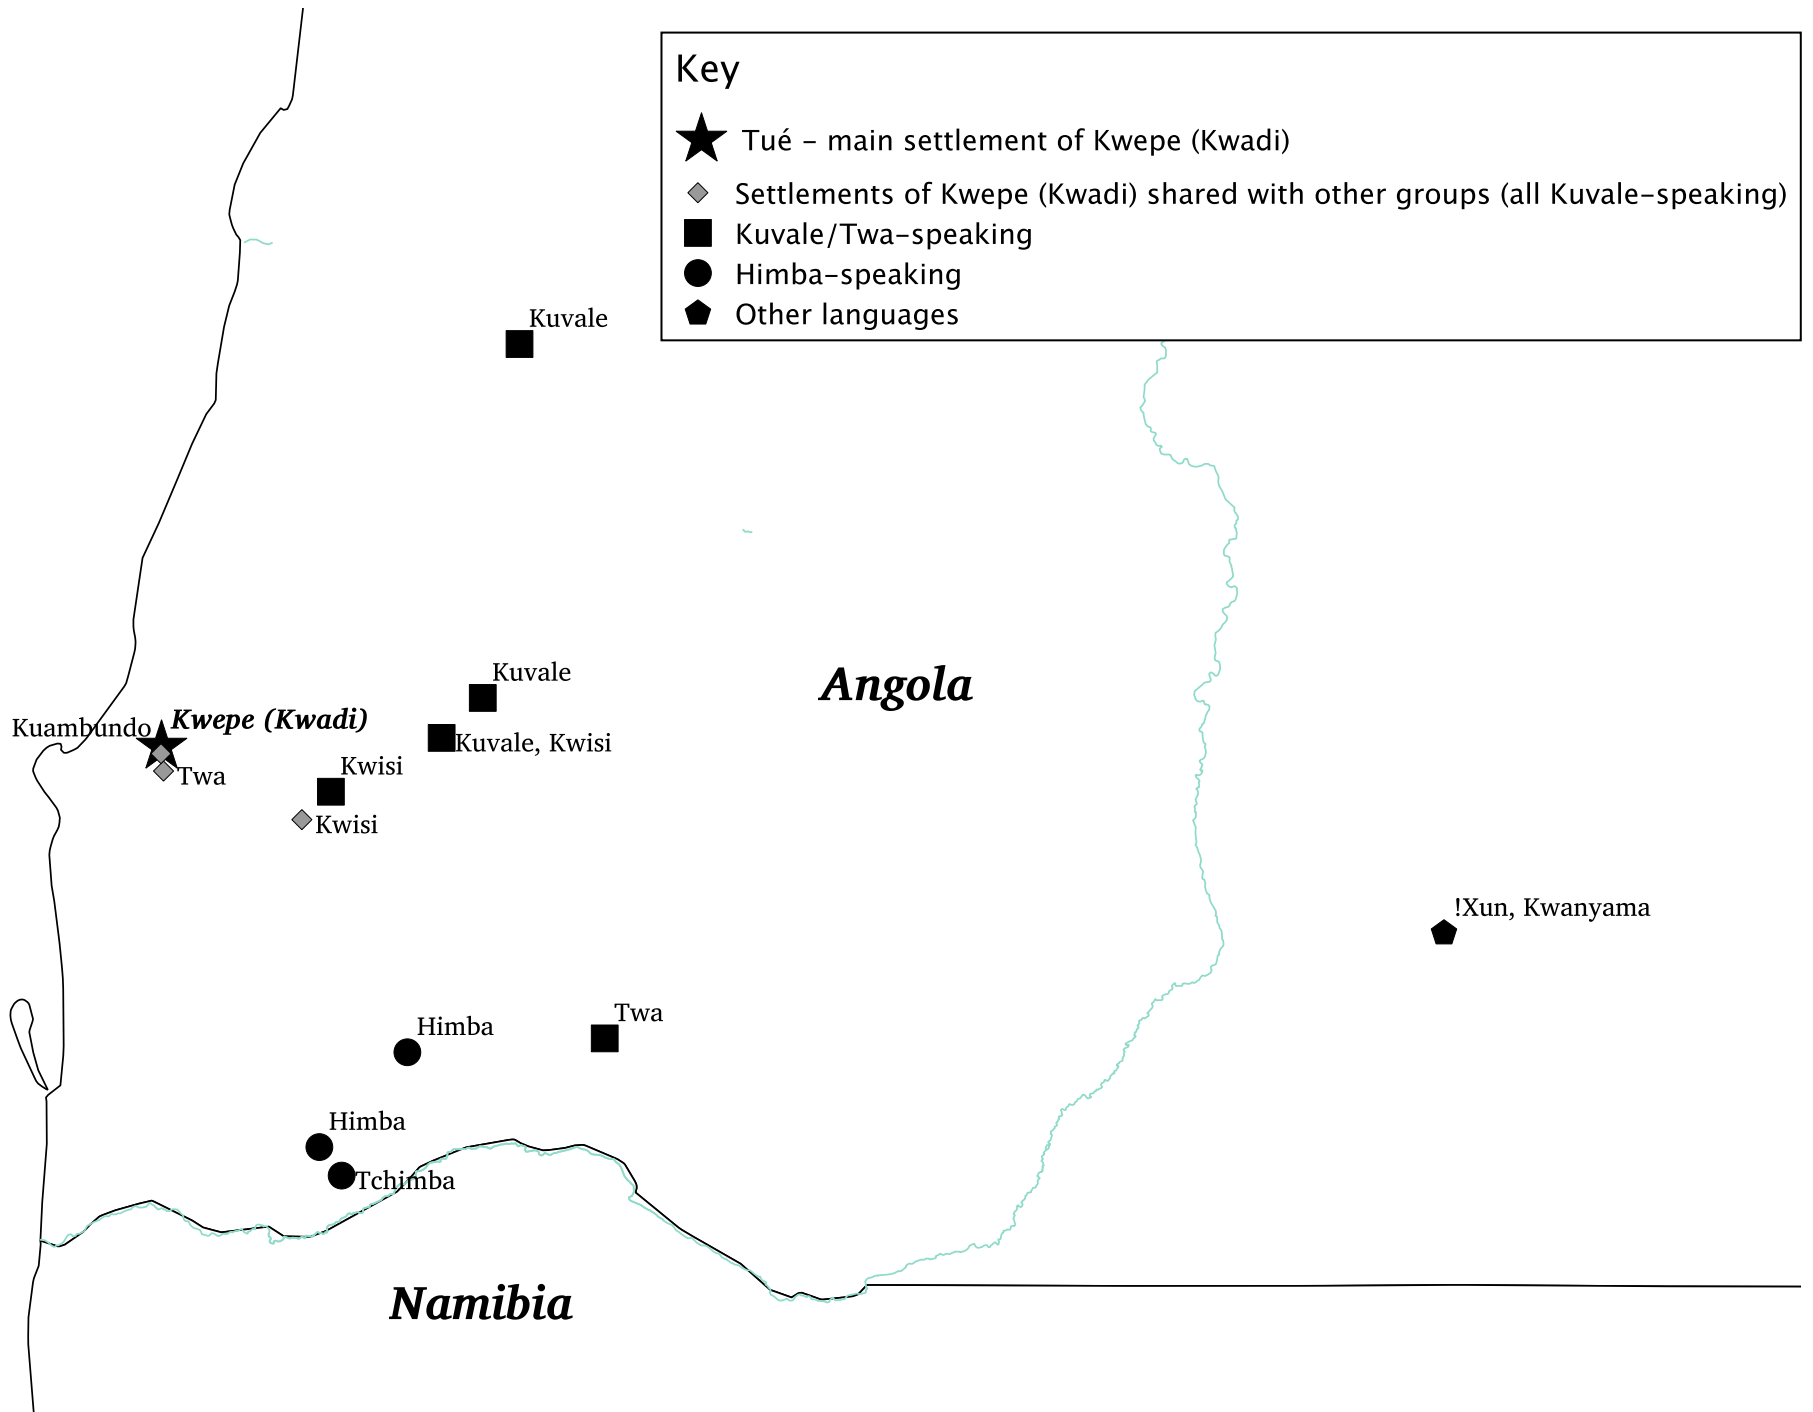 Key
Tué – main settlement of Kwepe (Kwadi)
Settlements of Kwepe (Kwadi) shared with other groups (all Kuvale–speaking)
Kuvale/Twa–speaking
Himba–speaking
Other languages
Kuvale
Kuvale
Angola
Kwepe (Kwadi)
Kuambundo
Kuvale, Kwisi
Kwisi
Twa
Kwisi
!Xun, Kwanyama
Twa
Himba
Himba
Tchimba
Namibia